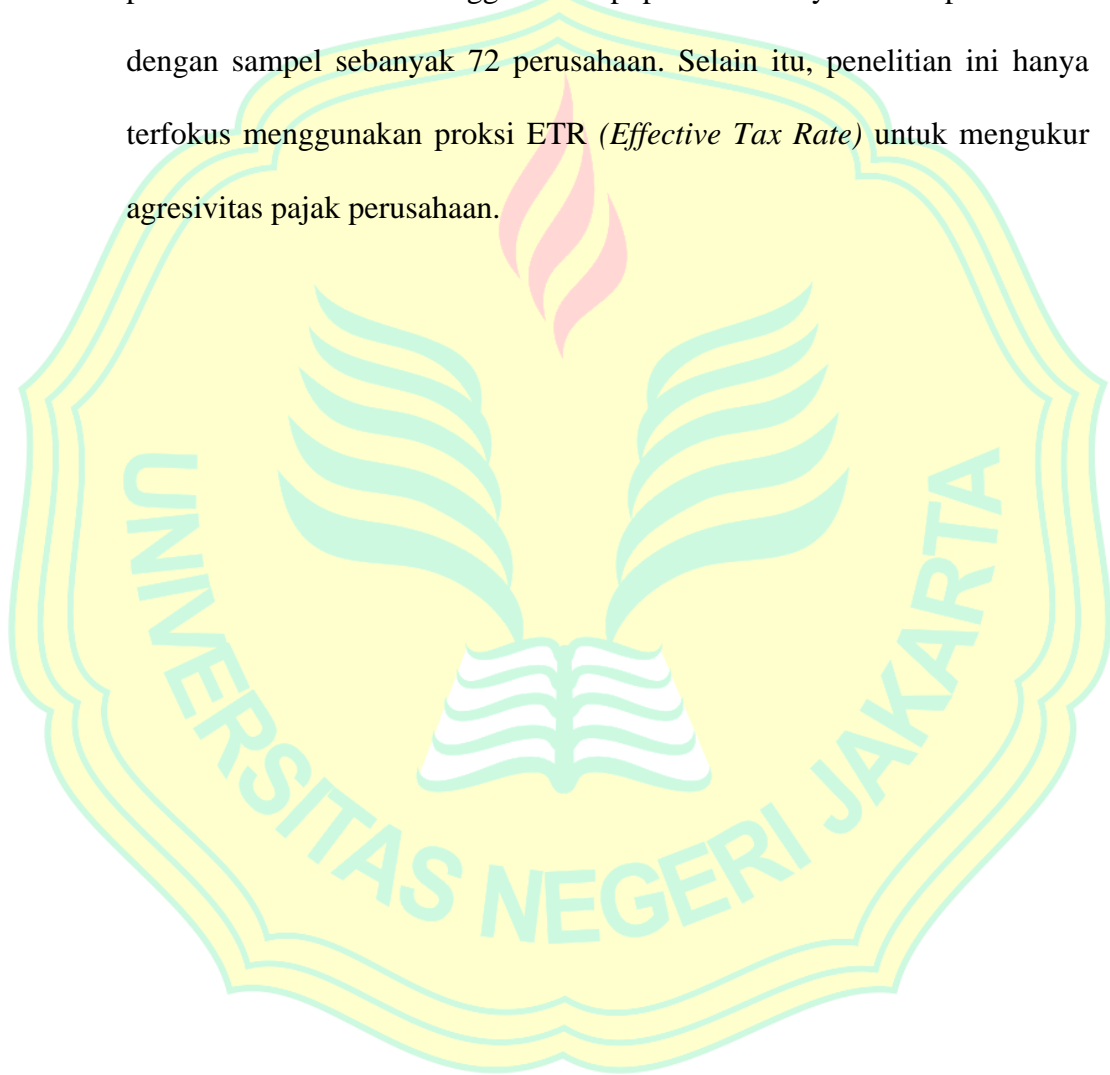 dengan sampel sebanyak 72 perusahaan. Selain itu, penelitian ini hanya
terfokus menggunakan proksi ETR (Effective Tax Rate) untuk mengukur
agresivitas pajak perusahaan.
UNIVERSITAS NEGERI JAKARTA